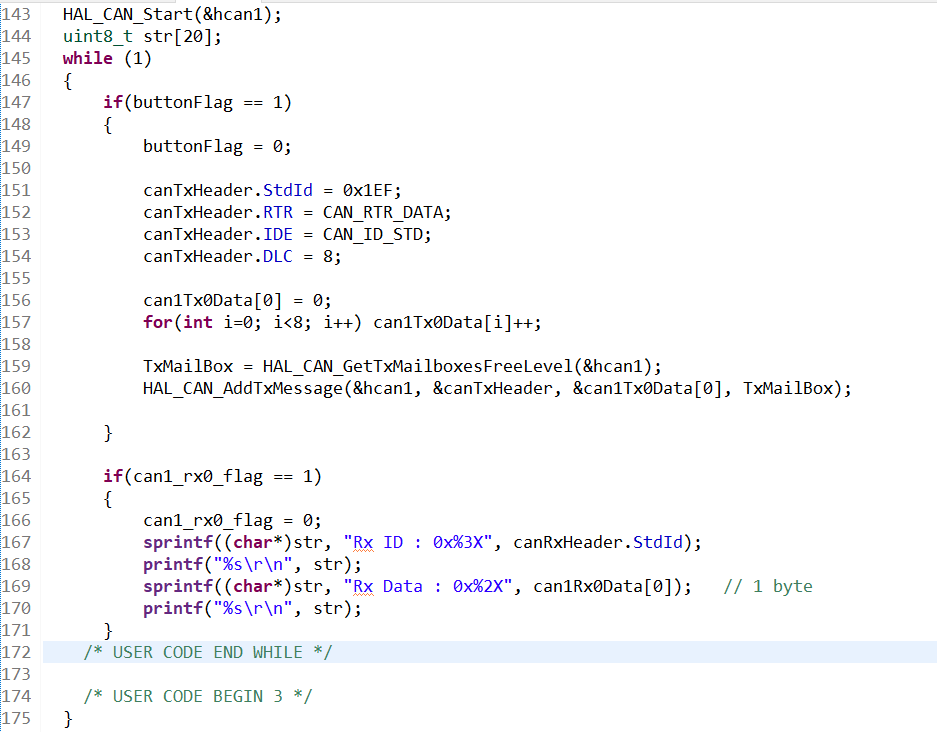 143 HAL_CAN_Start(&hcan1);
144 uint8_t str[20];
145 while (1)
146 {
147 if(buttonFlag == 1)
148 {
149 buttonFlag = 0;
150
151 canTxHeader.StdId = 0x1EF;
152 canTxHeader.RTR = CAN_RTR_DATA;
153 canTxHeader.IDE = CAN_ID_STD;
154 canTxHeader.DLC = 8;
155
156 can1Tx0Data[0] = 0;
157 for(int i=0; i<8; i++) can1Tx0Data[i]++;
158
159 TxMailBox = HAL_CAN_GetTxMailboxesFreeLevel(&hcan1);
160 HAL_CAN_AddTxMessage(&hcan1, &canTxHeader, &can1Tx0Data[0], TxMailBox);
161
162 }
163
164 if(can1_rx0_flag == 1)
165 {
166 can1_rx0_flag = 0;
167 sprintf((char*)str, "Rx ID : 0x%3X", canRxHeader.StdId);
168 printf("%s\r\n", str);
169 sprintf((char*)str, "Rx Data : 0x%2X", can1Rx0Data[0]); // 1 byte
170 printf("%s\r\n", str);
171 }
172 /* USER CODE END WHILE */
173
174 /* USER CODE BEGIN 3 */
175 }